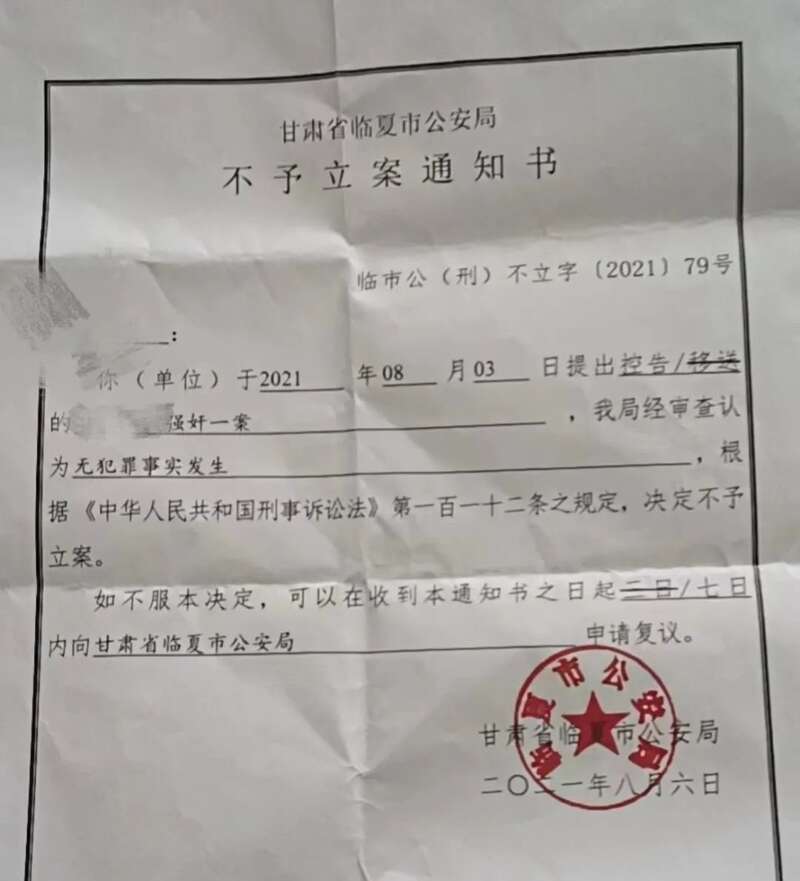 甘肃省临夏市公安局
不予立案通知书
临市公（刑）不立字〔2021〕79号
：
你（单位）于2021年08月03日提出控告/移送
的 强奸一案，我局经审查认
为无犯罪事实发生，根
据《中华人民共和国刑事诉讼法》第一百一十二条之规定，决定不予
立案。
如不服本决定，可以在收到本通知书之日起三日/七日
内向甘肃省临夏市公安局申请复议。
临夏市公安局
甘肃省临夏市公安局
二〇二一年八月六日